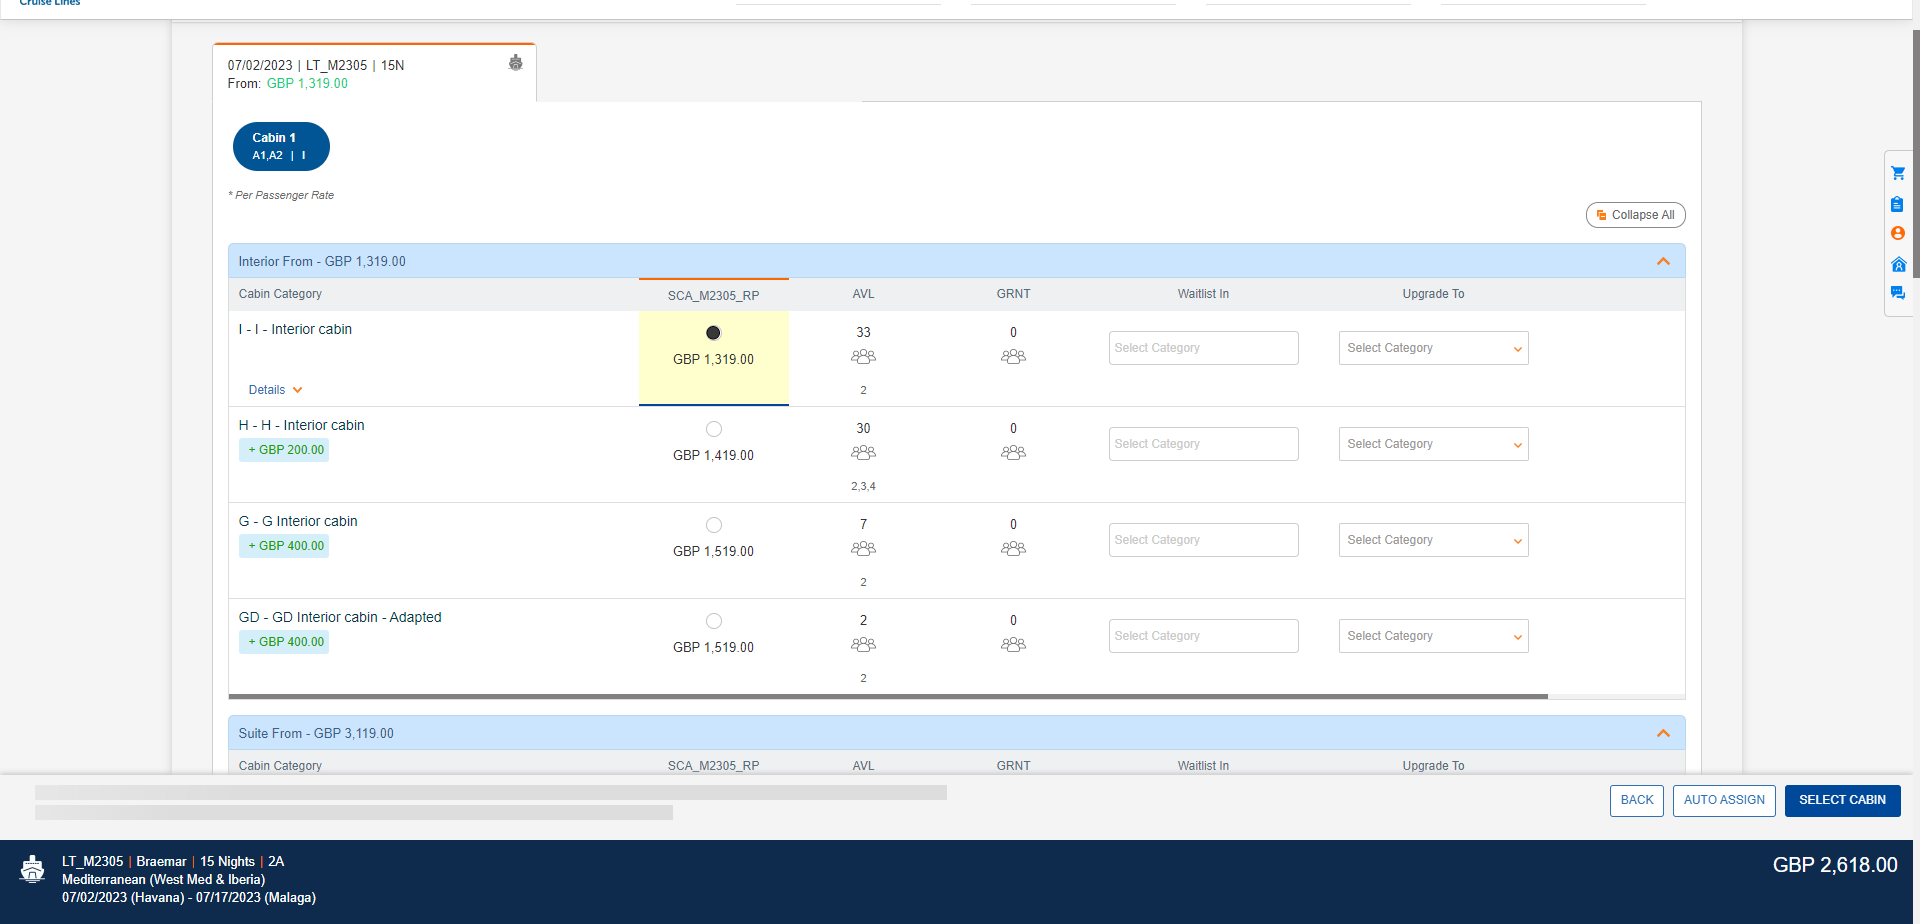 Cruise Lines
07/02/2023 | LT_M2305 | 15N
From: GBP 1,319.00
Cabin 1
A1,A2 | I
* Per Passenger Rate
Collapse All
Interior From - GBP 1,319.00
Cabin Category SCA_M2305_RP AVL GRNT Waitlist In Upgrade To
I - I - Interior cabin 33 0
GBP 1,319.00 Select Category Select Category
Details 2
H - H - Interior cabin 30 0
+ GBP 200.00 GBP 1,419.00 Select Category Select Category
2,3,4
G - G Interior cabin 7 0
+ GBP 400.00 GBP 1,519.00 Select Category Select Category
2
GD - GD Interior cabin - Adapted 2 0
+ GBP 400.00 GBP 1,519.00 Select Category Select Category
2
Suite From - GBP 3,119.00
Cabin Category SCA_M2305_RP AVL GRNT Waitlist In Upgrade To
BACK AUTO ASSIGN SELECT CABIN
LT_M2305 | Braemar | 15 Nights | 2A
Mediterranean (West Med & Iberia)
07/02/2023 (Havana) - 07/17/2023 (Malaga)
GBP 2,618.00